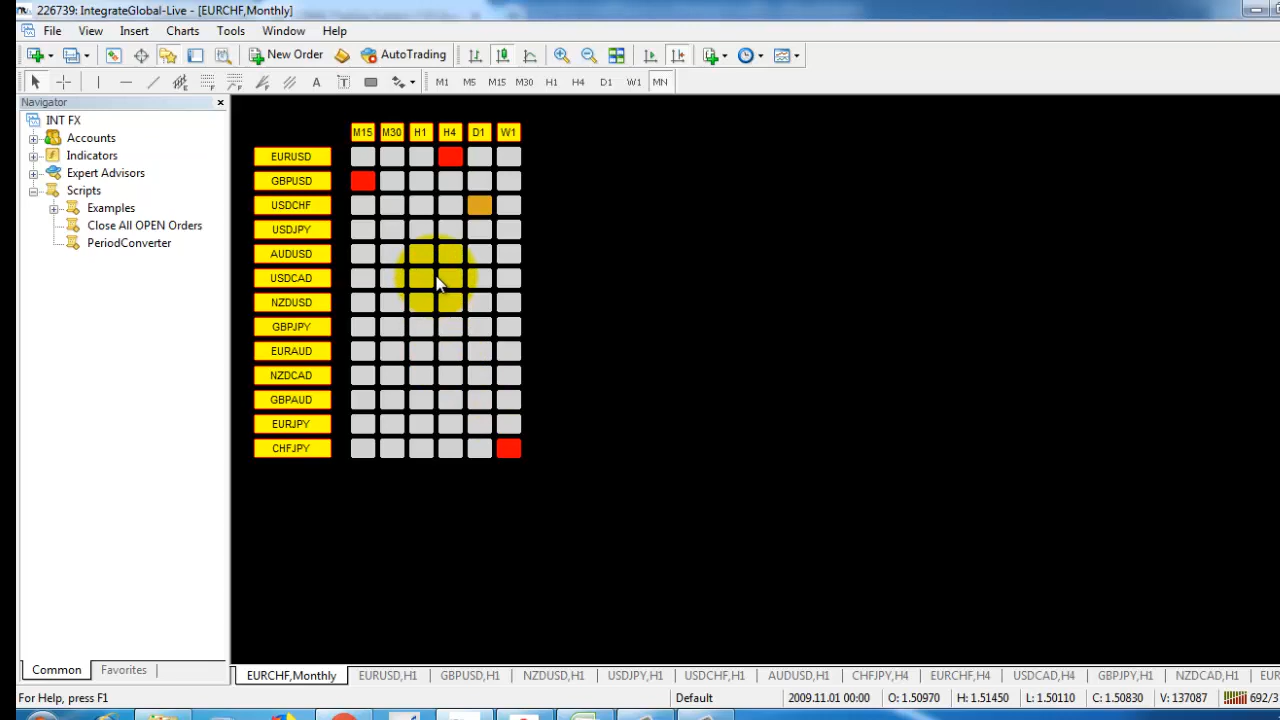 226739: IntegrateGlobal-Live - [EURCHF,Monthly]
File View Insert Charts Tools Window Help
New Order AutoTrading
M1 M5 M15 M30 H1 H4 D1 W1 MN
Navigator
INT FX
Accounts
Indicators
Expert Advisors
Scripts
Examples
Close All OPEN Orders
PeriodConverter
Common Favorites
M15 M30 H1 H4 D1 W1
EURUSD
GBPUSD
USDCHF
USDJPY
AUDUSD
USDCAD
NZDUSD
GBPJPY
EURAUD
NZDCAD
GBPAUD
EURJPY
CHFJPY
EURCHF,Monthly EURUSD,H1 GBPUSD,H1 NZDUSD,H1 USDJPY,H1 USDCHF,H1 AUDUSD,H1 CHFJPY,H4 EURCHF,H4 USDCAD,H4 GBPJPY,H1 NZDCAD,H1 EUR
For Help, press F1 Default 2009.11.01 00:00 O: 1.50970 H: 1.51450 L: 1.50110 C: 1.50830 V: 137087 692/3